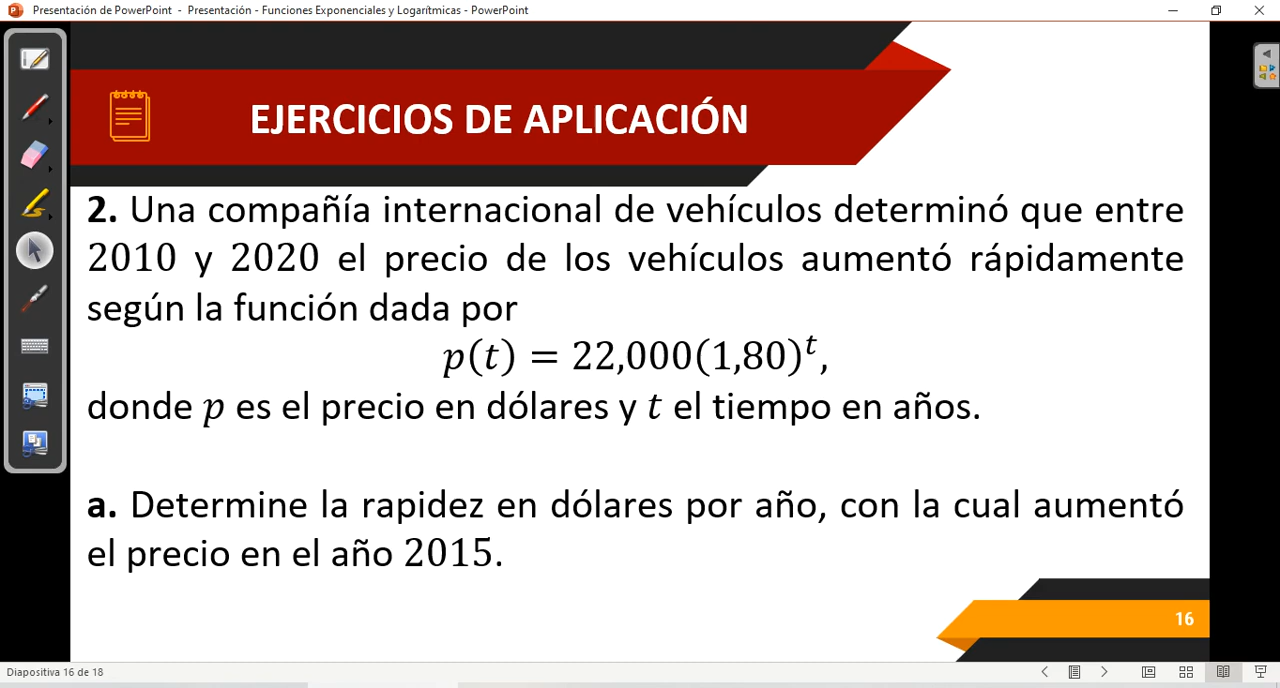 Presentación de PowerPoint - Presentación - Funciones Exponenciales y Logarítmicas - PowerPoint
EJERCICIOS DE APLICACIÓN
2. Una compañía internacional de vehículos determinó que entre
2010 y 2020 el precio de los vehículos aumentó rápidamente
según la función dada por
p(t) = 22,000(1,80)^t,
donde p es el precio en dólares y t el tiempo en años.
a. Determine la rapidez en dólares por año, con la cual aumentó
el precio en el año 2015.
16
Diapositiva 16 de 18